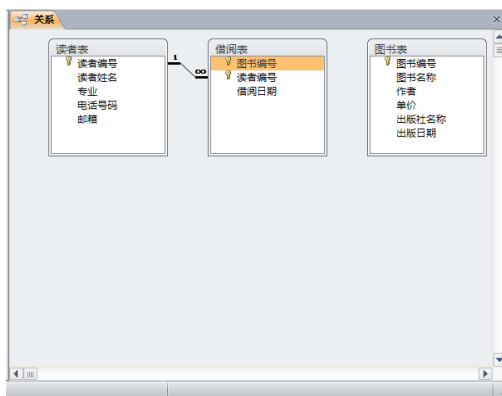 关系
读者表
读者编号
读者姓名
专业
电话号码
邮箱
1
∞
借阅表
图书编号
读者编号
借阅日期
图书表
图书编号
图书名称
作者
单价
出版社名称
出版日期